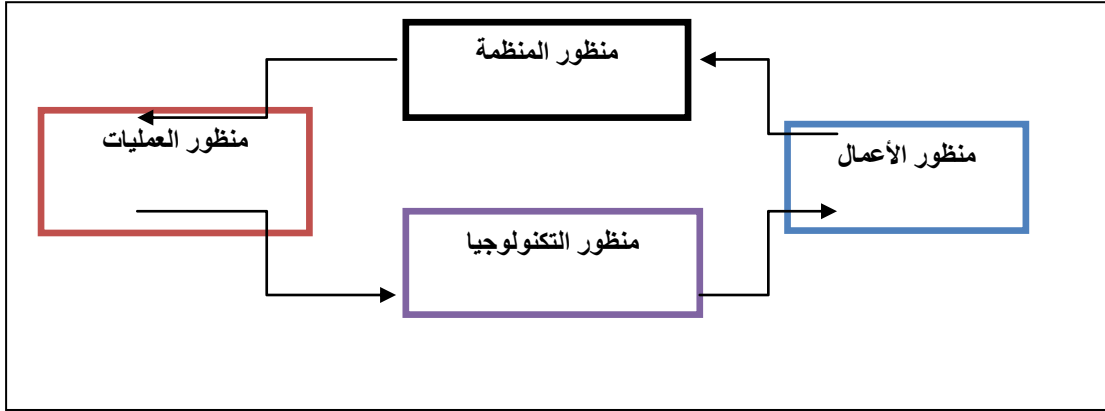 منظور المنظمة
منظور الأعمال
منظور العمليات
منظور التكنولوجيا